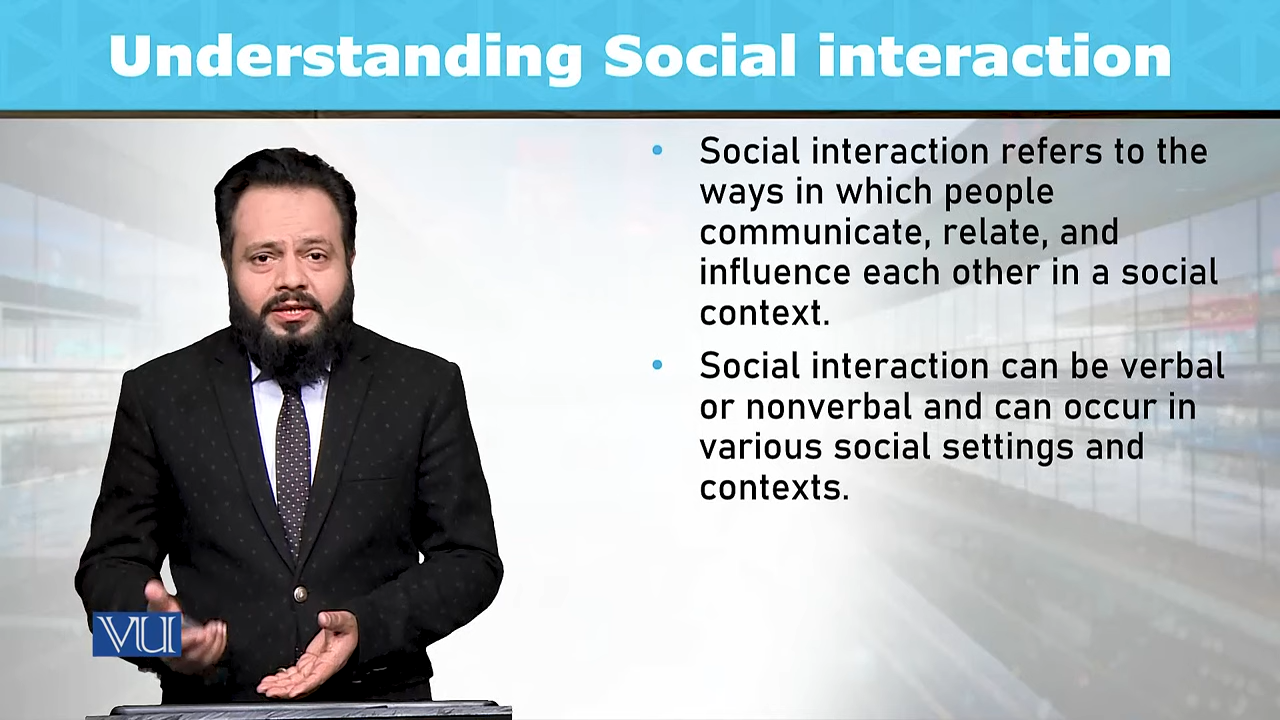 Understanding Social interaction
Social interaction refers to the
ways in which people
communicate, relate, and
influence each other in a social
context.
Social interaction can be verbal
or nonverbal and can occur in
various social settings and
contexts.
VU